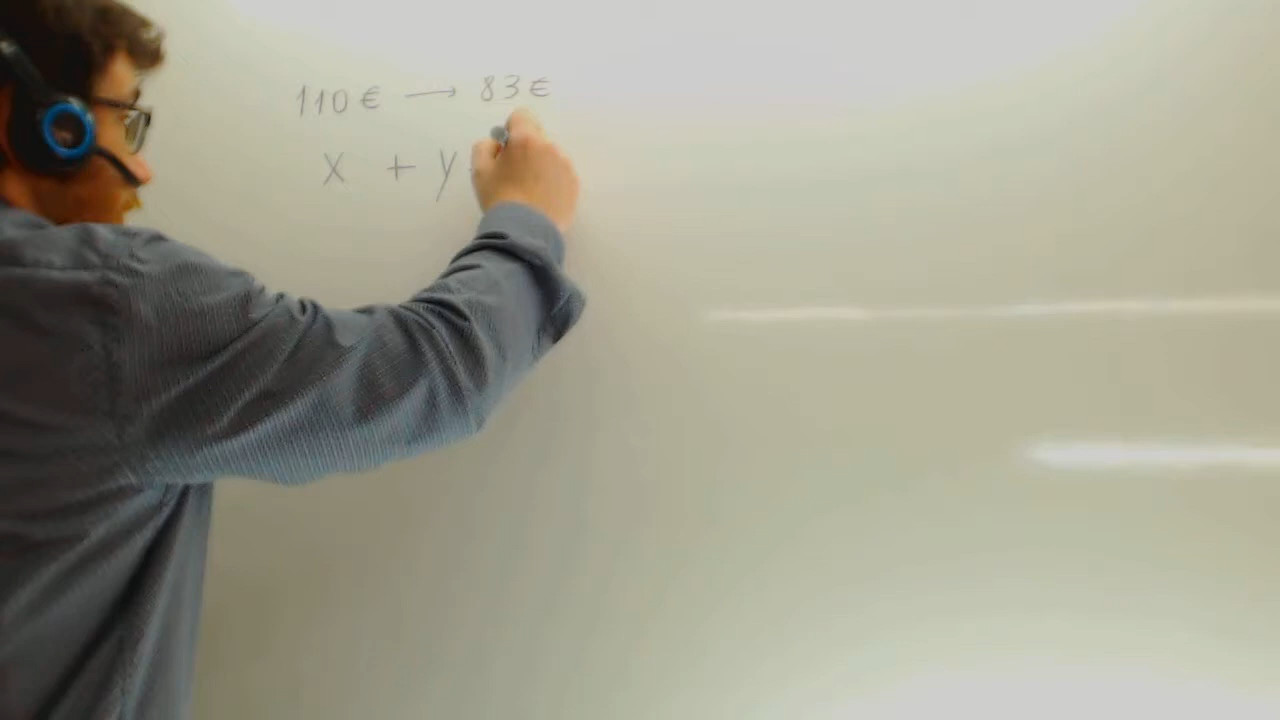 110 € → 83 €
x + y